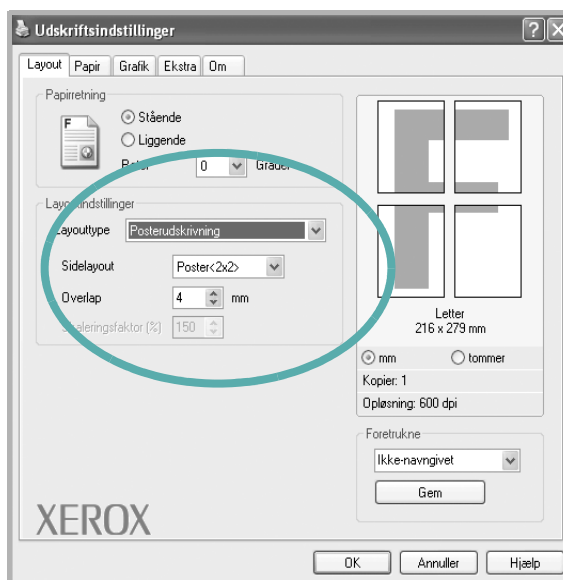 Udskriftsindstillinger
Layout Papir Grafik Ekstra Om
Papirretning
F
Stående
Liggende
0 Grader
Layoutindstillinger
Layouttype Posterudskrivning
Sidelayout Poster<2x2>
Overlap 4 mm
Skaleringsfaktor (%) 150
Letter
216 x 279 mm
mm tommer
Kopier: 1
Opløsning: 600 dpi
Foretrukne
Ikke-navngivet
Gem
XEROX
OK Annuller Hjælp